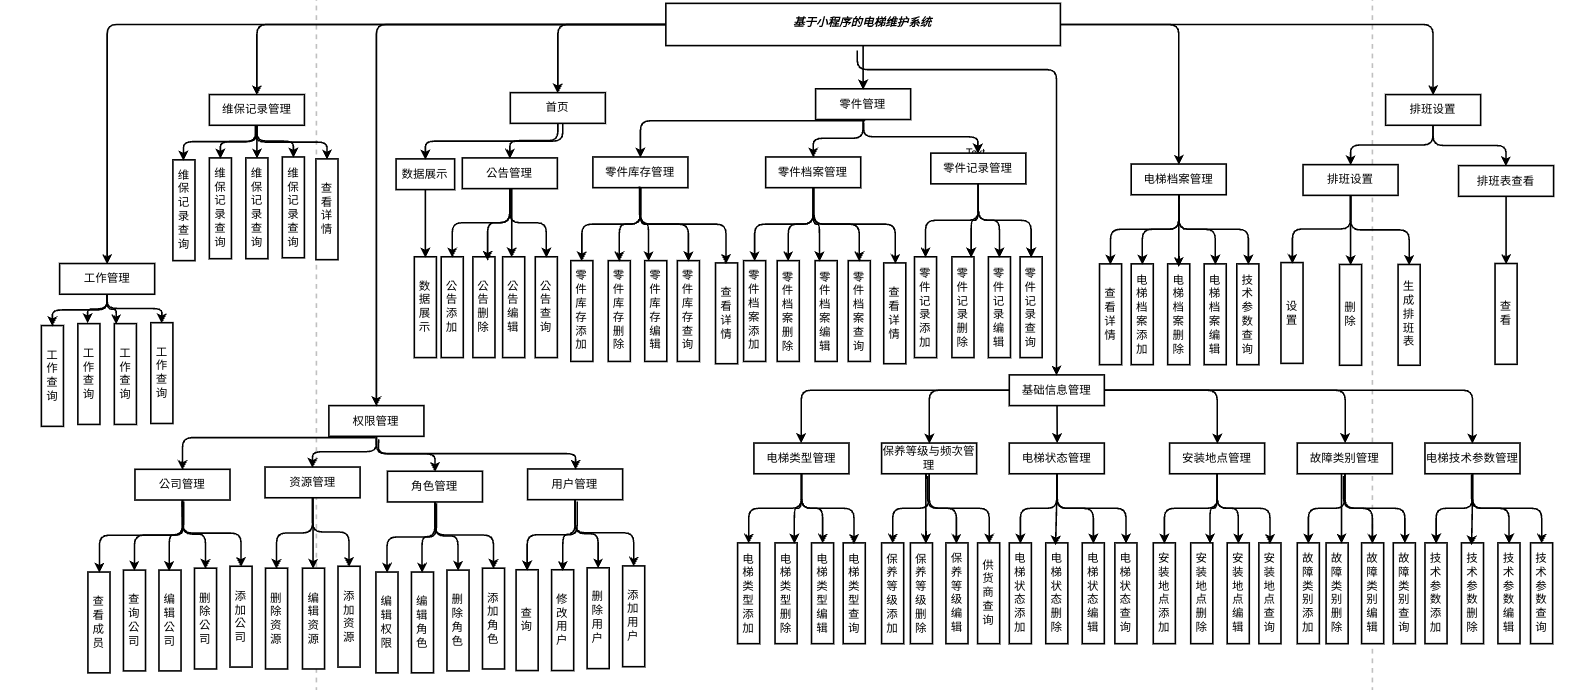 基于小程序的电梯维护系统
维保记录管理
首页
零件管理
排班设置
数据展示
公告管理
零件库存管理
零件档案管理
零件记录管理
电梯档案管理
排班设置
排班表查看
维保记录查询
维保记录查询
维保记录查询
维保记录查询
查看详情
工作管理
数据展示
公告添加
公告删除
公告编辑
公告查询
零件库存添加
零件库存删除
零件库存编辑
零件库存查询
查看详情
零件档案添加
零件档案删除
零件档案编辑
零件档案查询
查看详情
零件记录添加
零件记录删除
零件记录编辑
零件记录查询
查看详情
电梯档案添加
电梯档案删除
电梯档案编辑
技术参数查询
设置
删除
生成排班表
查看
工作查询
工作查询
工作查询
工作查询
基础信息管理
权限管理
公司管理
资源管理
角色管理
用户管理
电梯类型管理
保养等级与频次管
理
电梯状态管理
安装地点管理
故障类别管理
电梯技术参数管理
查看成员
查询公司
编辑公司
删除公司
添加公司
删除资源
编辑资源
添加资源
编辑权限
编辑角色
删除角色
添加角色
查询
修改用户
删除用户
添加用户
电梯类型添加
电梯类型删除
电梯类型编辑
电梯类型查询
保养等级添加
保养等级删除
保养等级编辑
供货商查询
电梯状态添加
电梯状态删除
电梯状态编辑
电梯状态查询
安装地点添加
安装地点删除
安装地点编辑
安装地点查询
故障类别添加
故障类别删除
故障类别编辑
故障类别查询
技术参数添加
技术参数删除
技术参数编辑
技术参数查询